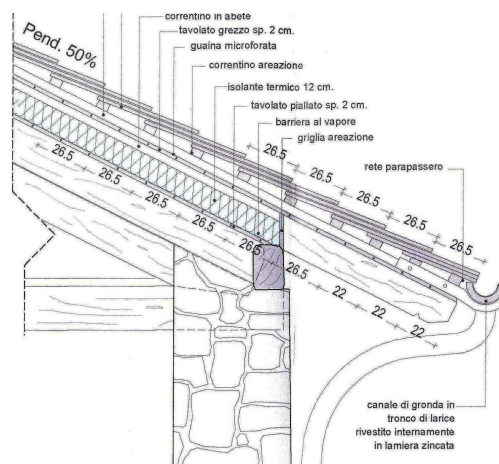 correntino in abete
tavolato grezzo sp. 2 cm.
guaina microforata
Pend. 50%
correntino areazione
isolante termico 12 cm.
tavolato piallato sp. 2 cm.
barriera al vapore
griglia areazione
rete parapassero
26.5
26.5
26.5
26.5
26.5
26.5
26.5
26.5
26.5
26.5
26.5
26.5
22
22
22
canale di gronda in
tronco di larice
rivestito internamente
in lamiera zincata